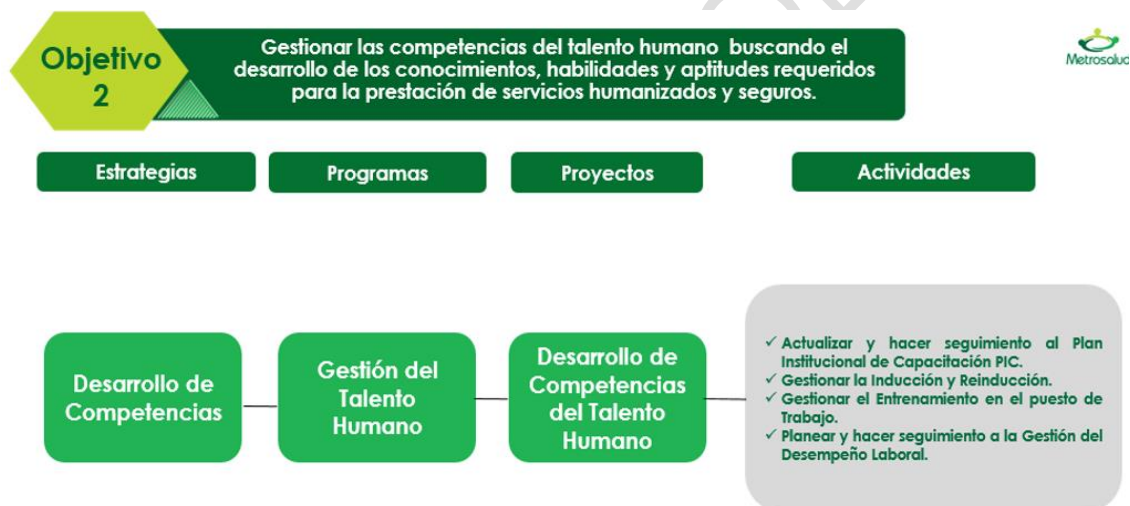 Objetivo
2
Gestionar las competencias del talento humano buscando el
desarrollo de los conocimientos, habilidades y aptitudes requeridos
para la prestación de servicios humanizados y seguros.
Metrosalud
Estrategias
Programas
Proyectos
Actividades
Desarrollo de
Competencias
Gestión del
Talento
Humano
Desarrollo de
Competencias
del Talento
Humano
✓ Actualizar y hacer seguimiento al Plan
Institucional de Capacitación PIC.
✓ Gestionar la Inducción y Reinducción.
✓ Gestionar el Entrenamiento en el puesto de
Trabajo.
✓ Planear y hacer seguimiento a la Gestión del
Desempeño Laboral.